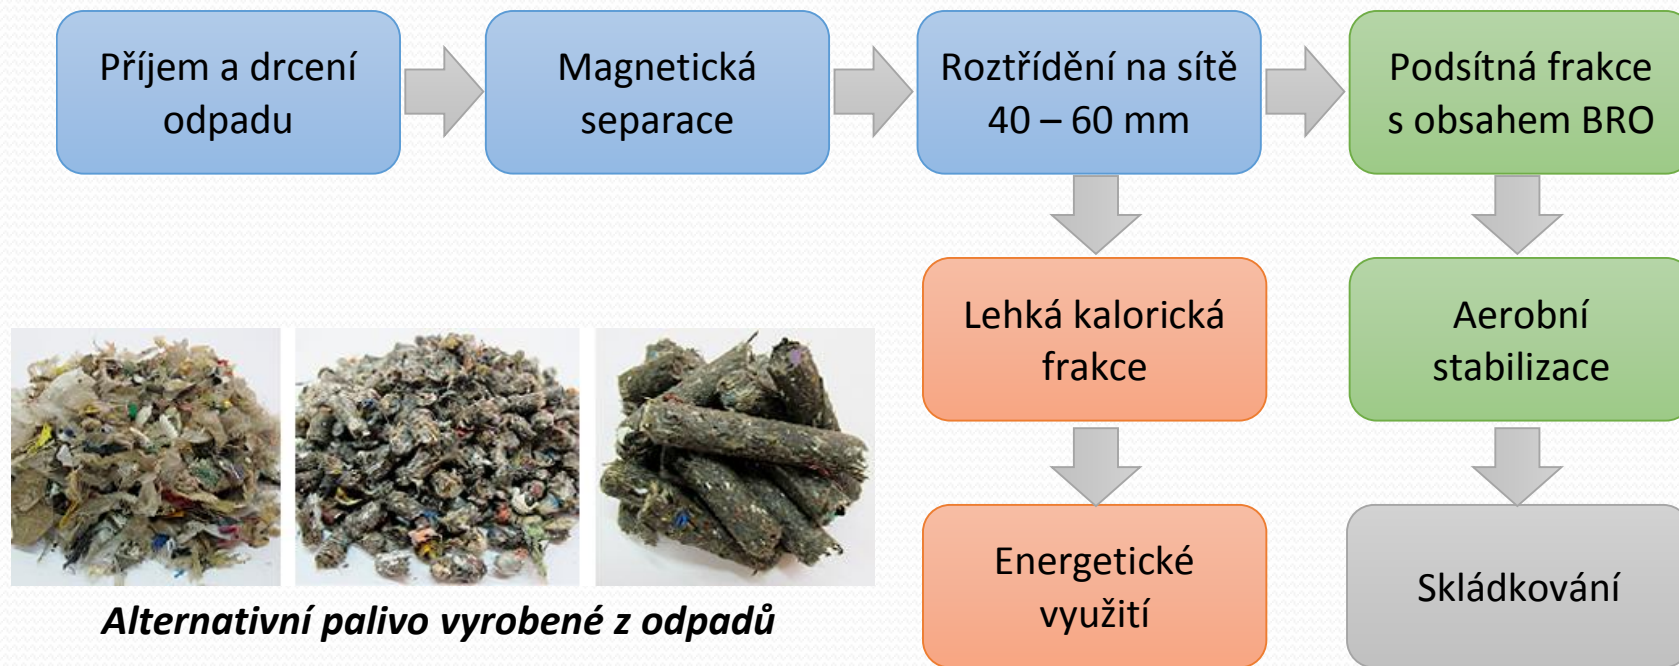 Příjem a drcení
odpadu
Magnetická
separace
Roztřídění na sítě
40 – 60 mm
Podsítná frakce
s obsahem BRO
Lehká kalorická
frakce
Aerobní
stabilizace
Energetické
využití
Skládkování
Alternativní palivo vyrobené z odpadů